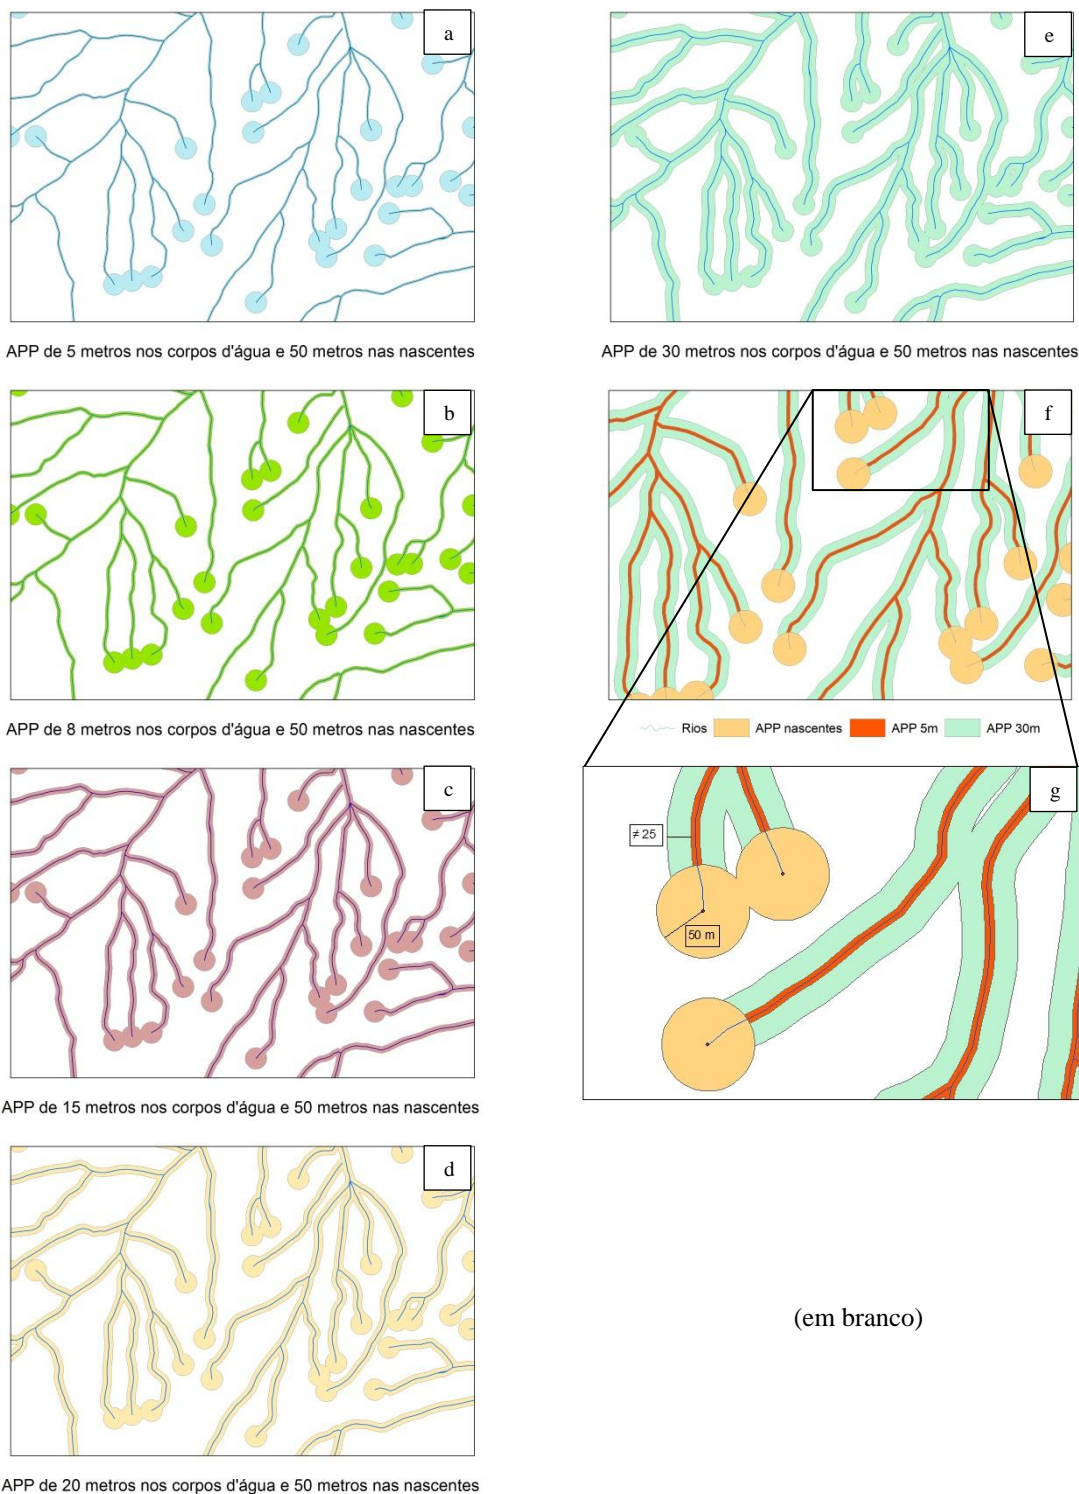 a
APP de 5 metros nos corpos d'água e 50 metros nas nascentes
b
APP de 8 metros nos corpos d'água e 50 metros nas nascentes
c
APP de 15 metros nos corpos d'água e 50 metros nas nascentes
d
APP de 20 metros nos corpos d'água e 50 metros nas nascentes
e
APP de 30 metros nos corpos d'água e 50 metros nas nascentes
f
Rios APP nascentes APP 5m APP 30m
g
≠ 25
50 m
(em branco)